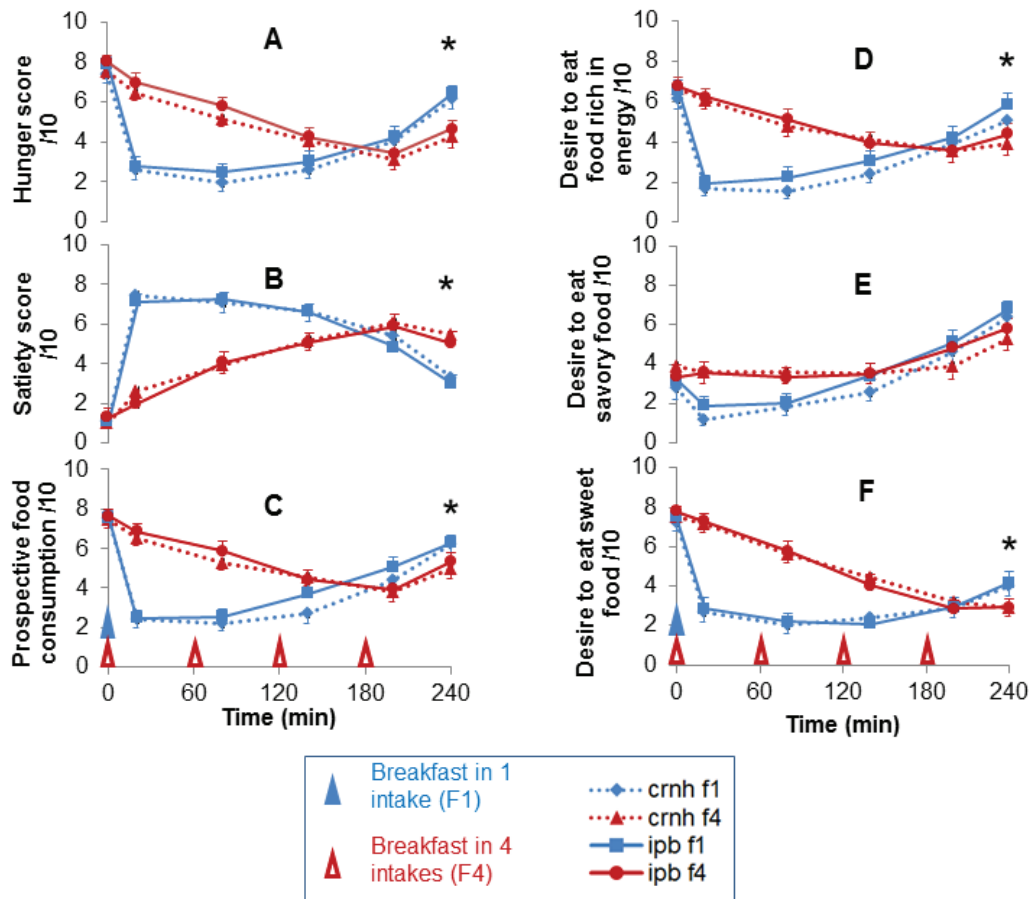 Hunger score
/10
10
8
6
4
2
0
A
*
Satiety score
/10
10
8
6
4
2
0
B
*
Prospective food
consumption /10
10
8
6
4
2
0
C
*
0 60 120 180 240
Time (min)
Desire to eat
food rich in
energy /10
10
8
6
4
2
0
D
*
Desire to eat
savory food /10
10
8
6
4
2
0
E
Desire to eat sweet
food /10
10
8
6
4
2
0
F
*
0 60 120 180 240
Time (min)
Breakfast in 1
intake (F1)
Breakfast in 4
intakes (F4)
crnh f1
crnh f4
ipb f1
ipb f4